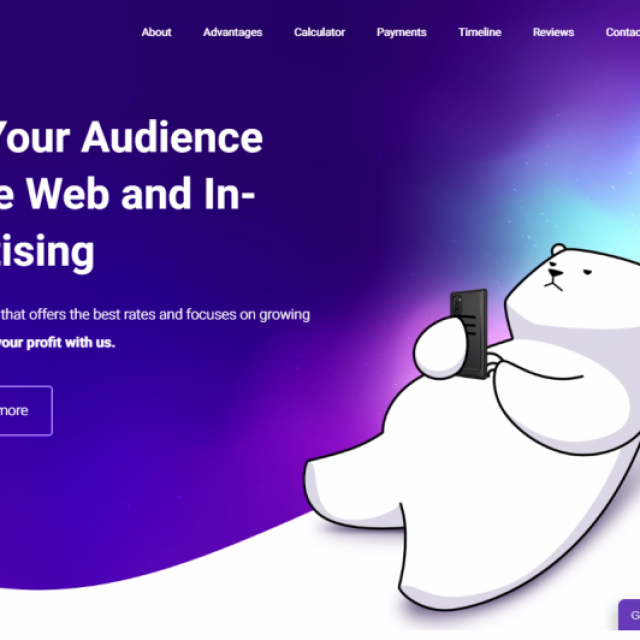 About Advantages Calculator Payments Timeline Reviews Contac
Your Audience
e Web and In-
tising
that offers the best rates and focuses on growing
your profit with us.
more
G